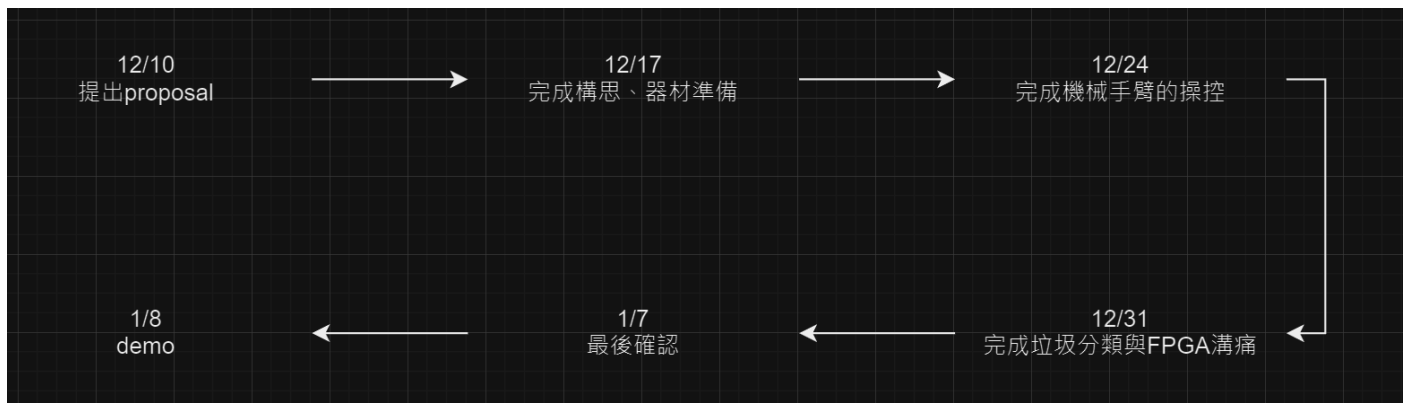 12/10
提出proposal
12/17
完成構思、器材準備
12/24
完成機械手臂的操控
12/31
完成垃圾分類與FPGA溝痛
1/7
最後確認
1/8
demo